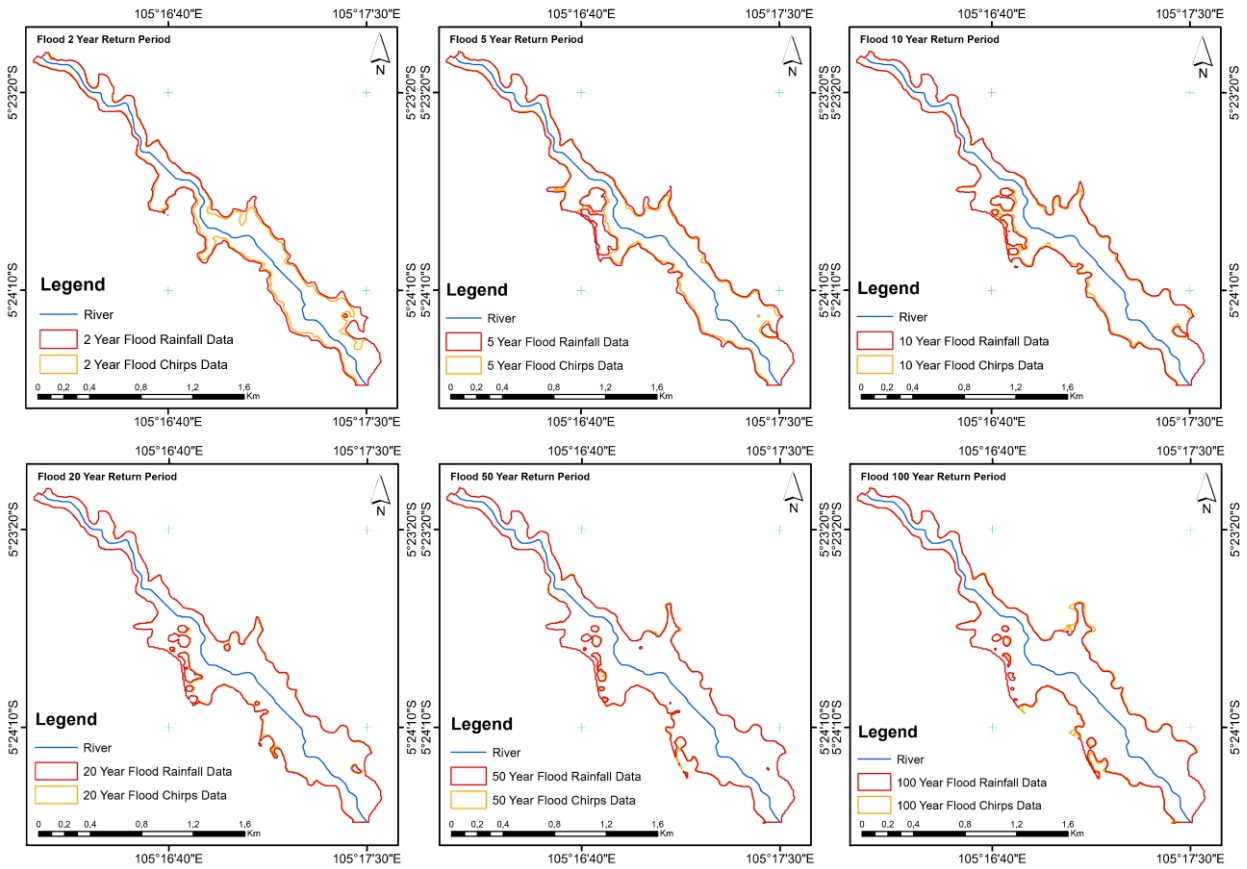 105°16'40"E 105°17'30"E 105°16'40"E 105°17'30"E 105°16'40"E 105°17'30"E
Flood 2 Year Return Period
N
5°23'20"S
5°24'10"S
Legend
River
2 Year Flood Rainfall Data
2 Year Flood Chirps Data
0 0,2 0,4 0,8 1,2 1,6
Km
Flood 5 Year Return Period
N
5°23'20"S
5°24'10"S
5°23'20"S
5°24'10"S
Legend
River
5 Year Flood Rainfall Data
5 Year Flood Chirps Data
0 0,2 0,4 0,8 1,2 1,6
Km
Flood 10 Year Return Period
N
5°23'20"S
5°24'10"S
5°23'20"S
5°24'10"S
Legend
River
10 Year Flood Rainfall Data
10 Year Flood Chirps Data
0 0,2 0,4 0,8 1,2 1,6
Km
5°23'20"S
5°24'10"S
105°16'40"E 105°17'30"E 105°16'40"E 105°17'30"E 105°16'40"E 105°17'30"E
105°16'40"E 105°17'30"E 105°16'40"E 105°17'30"E 105°16'40"E 105°17'30"E
Flood 20 Year Return Period
N
5°23'20"S
5°24'10"S
Legend
River
20 Year Flood Rainfall Data
20 Year Flood Chirps Data
0 0,2 0,4 0,8 1,2 1,6
Km
Flood 50 Year Return Period
N
5°23'20"S
5°24'10"S
5°23'20"S
5°24'10"S
Legend
River
50 Year Flood Rainfall Data
50 Year Flood Chirps Data
0 0,2 0,4 0,8 1,2 1,6
Km
Flood 100 Year Return Period
N
5°23'20"S
5°24'10"S
5°23'20"S
5°24'10"S
Legend
River
100 Year Flood Rainfall Data
100 Year Flood Chirps Data
0 0,2 0,4 0,8 1,2 1,6
Km
5°23'20"S
5°24'10"S
105°16'40"E 105°17'30"E 105°16'40"E 105°17'30"E 105°16'40"E 105°17'30"E